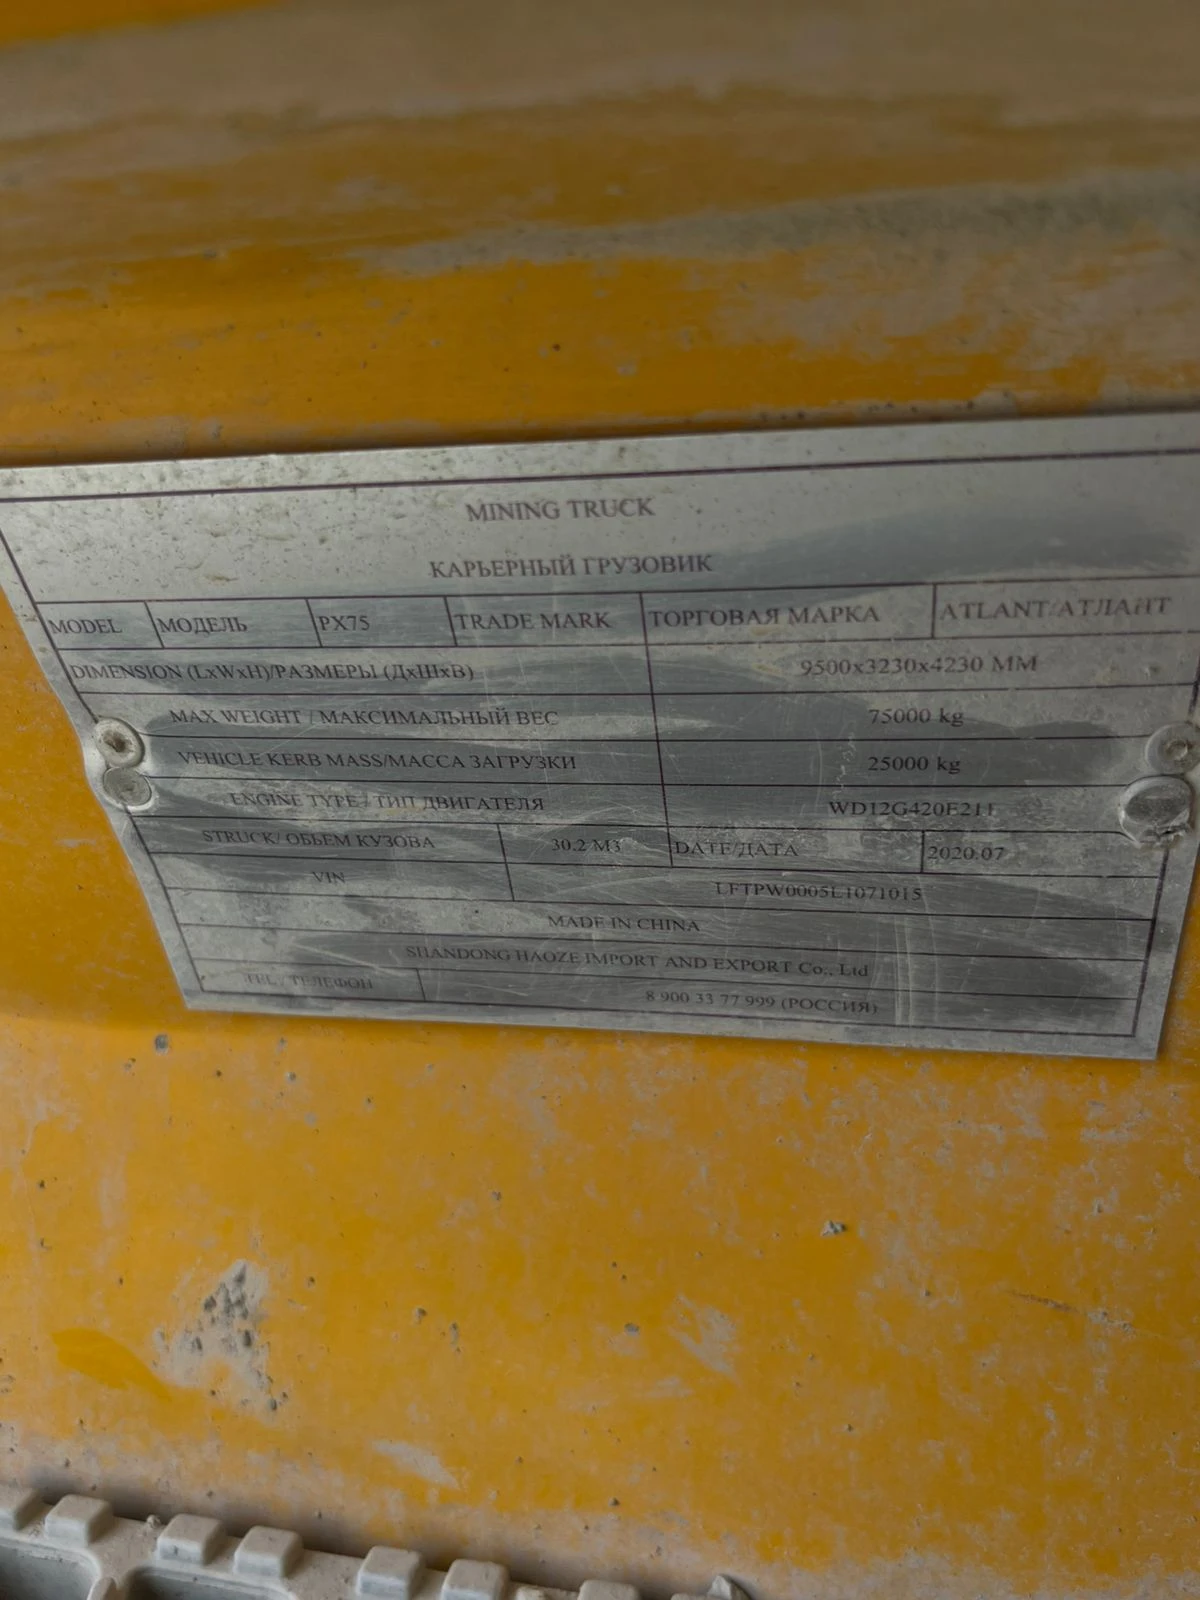 MINING TRUCK
КАРЬЕРНЫЙ ГРУЗОВИК
MODEL МОДЕЛЬ PX75 TRADE MARK ТОРГОВАЯ МАРКА ATLANT/АТЛАНТ
DIMENSION (LxWxH)/РАЗМЕРЫ (ДхШхВ) 9500x3230x4230 MM
MAX WEIGHT / МАКСИМАЛЬНЫЙ ВЕС 75000 kg
VEHICLE KERB MASS/МАССА ЗАГРУЗКИ 25000 kg
ENGINE TYPE / ТИП ДВИГАТЕЛЯ WD12G420E211
STRUCK/ ОБЬЕМ КУЗОВА 30.2 M3 DATE/ДАТА 2020.07
VIN LFTPW0005L1071015
MADE IN CHINA
SHANDONG HAOZE IMPORT AND EXPORT Co., Ltd
TEL / ТЕЛЕФОН 8 900 33 77 999 (РОССИЯ)